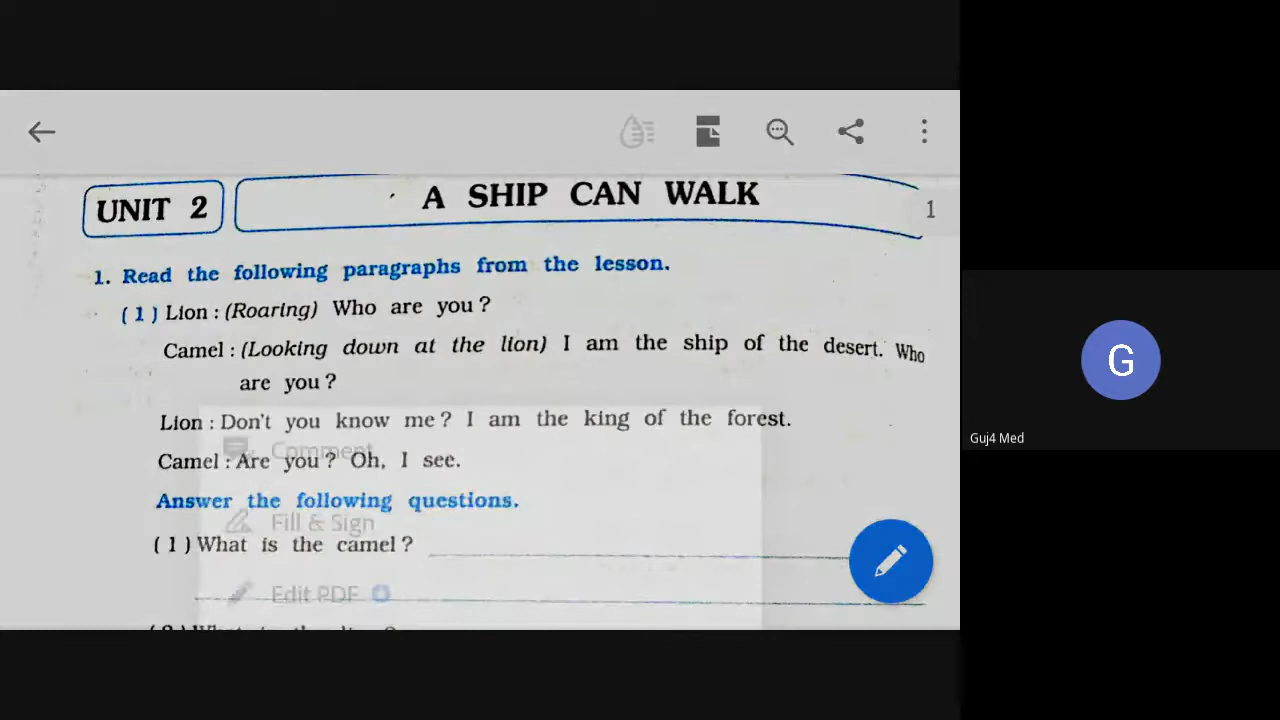 UNIT 2
A SHIP CAN WALK
1
1. Read the following paragraphs from the lesson.
(1) Lion : (Roaring) Who are you ?
Camel : (Looking down at the lion) I am the ship of the desert. Who
are you ?
Lion : Don't you know me ? I am the king of the forest.
Comment
Camel : Are you ? Oh, I see.
Answer the following questions.
Fill & Sign
(1) What is the camel ?
Edit PDF
G
Guj4 Med